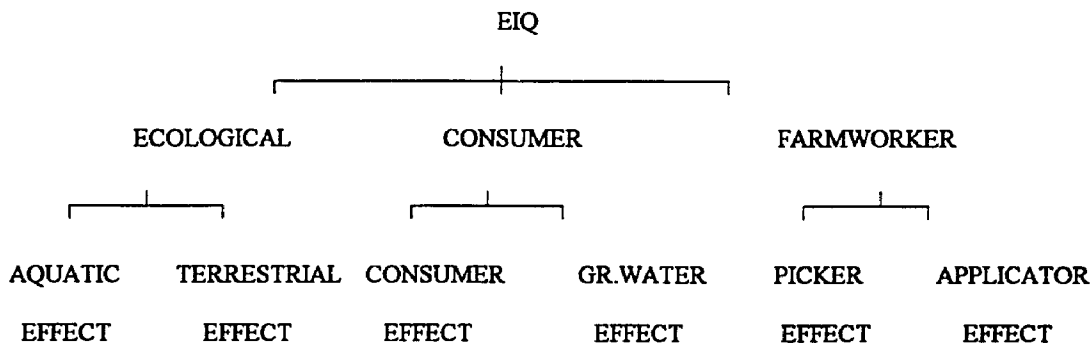 EIQ
ECOLOGICAL CONSUMER FARMWORKER
AQUATIC TERRESTRIAL CONSUMER GR.WATER PICKER APPLICATOR
EFFECT EFFECT EFFECT EFFECT EFFECT EFFECT